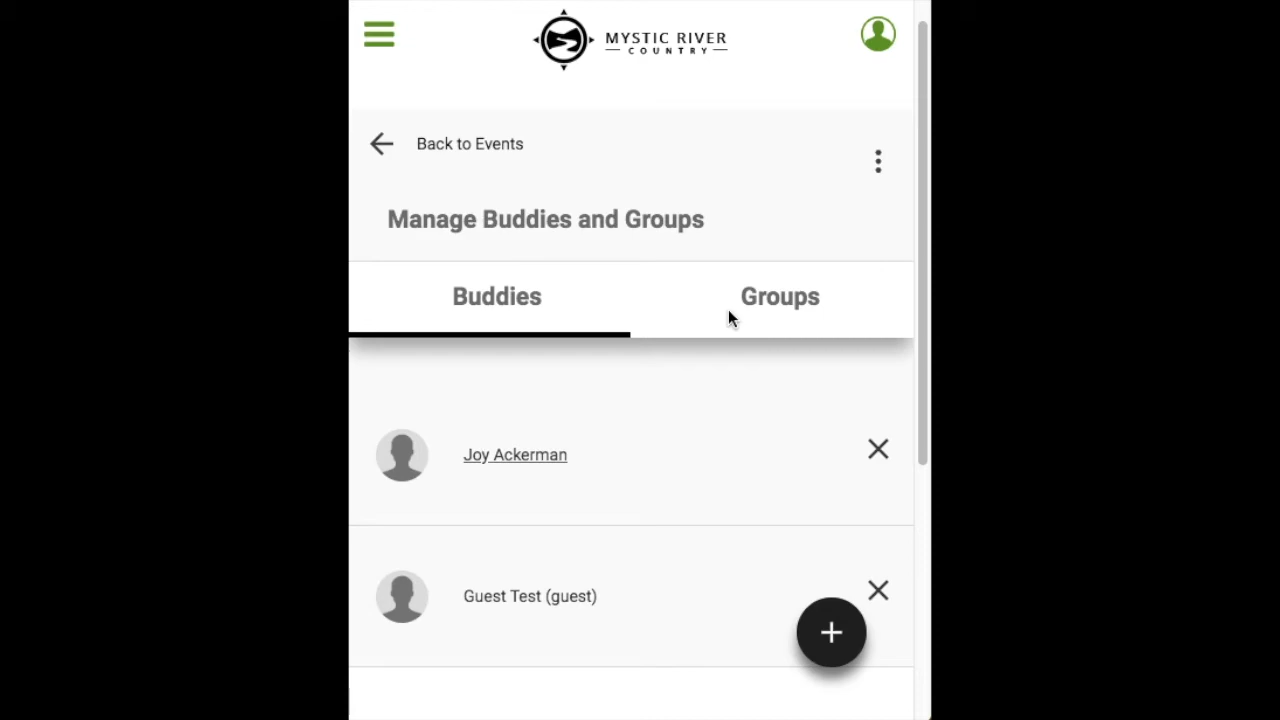 MYSTIC RIVER
COUNTRY
Back to Events
Manage Buddies and Groups
Buddies
Groups
Joy Ackerman
Guest Test (guest)